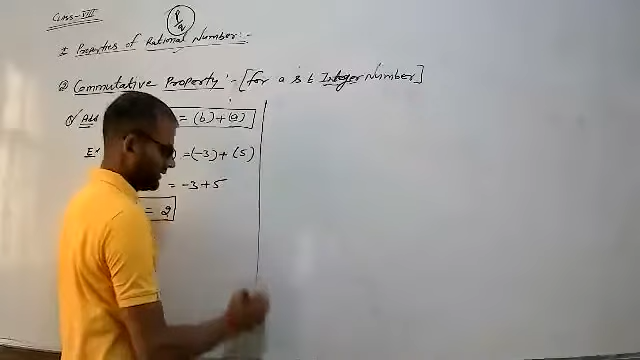 Class-VIII
P/q
# Properties of Rational Number:-
② Commutative Property:- [for a & b Integer Number]
① Add = (b)+(a)
Ex =(-3)+(5)
= -3+5
= 2